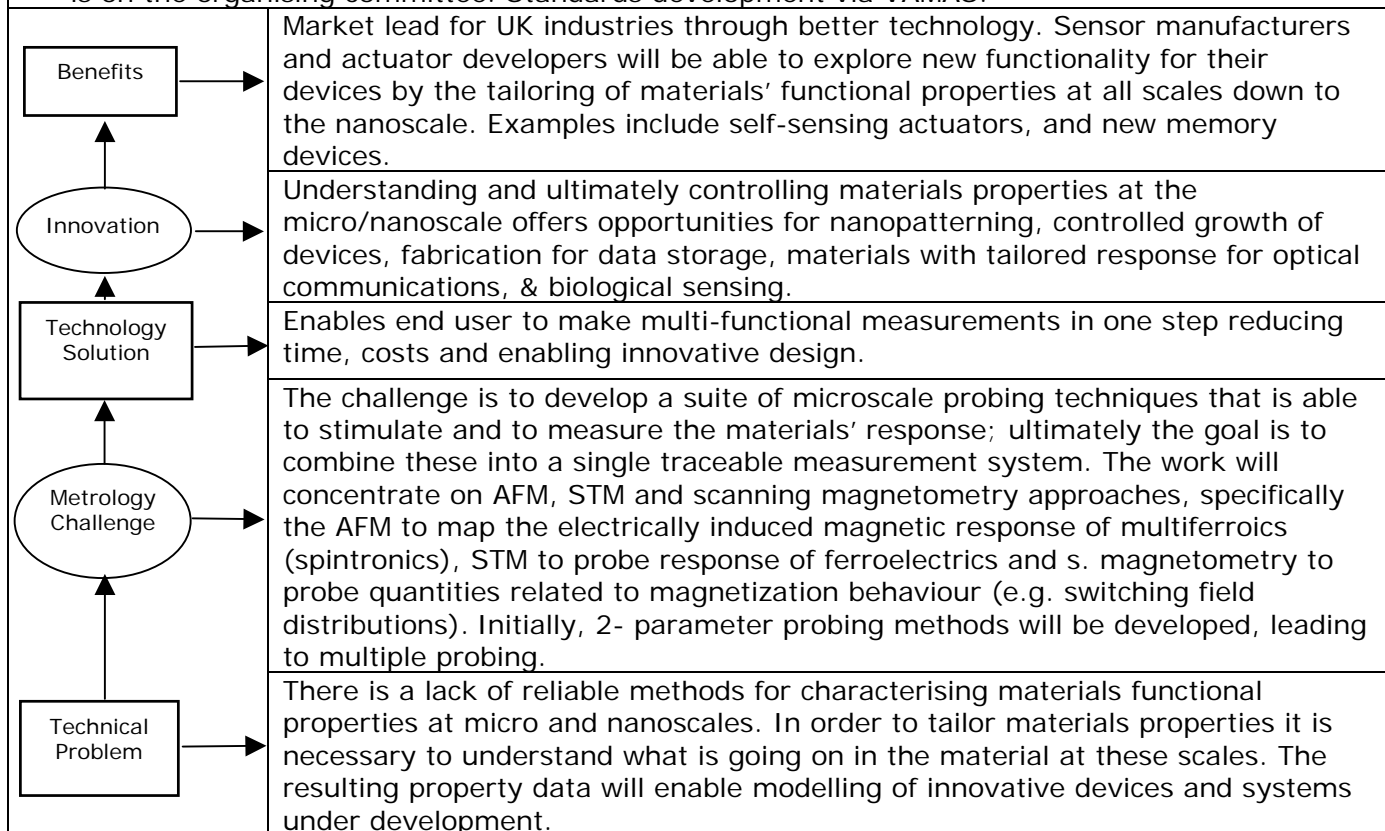 is on the organising committee. Standards development via VAMAS.
Benefits
Market lead for UK industries through better technology. Sensor manufacturers
and actuator developers will be able to explore new functionality for their
devices by the tailoring of materials' functional properties at all scales down to
the nanoscale. Examples include self-sensing actuators, and new memory
devices.
Innovation
Understanding and ultimately controlling materials properties at the
micro/nanoscale offers opportunities for nanopatterning, controlled growth of
devices, fabrication for data storage, materials with tailored response for optical
communications, & biological sensing.
Technology
Solution
Enables end user to make multi-functional measurements in one step reducing
time, costs and enabling innovative design.
Metrology
Challenge
The challenge is to develop a suite of microscale probing techniques that is able
to stimulate and to measure the materials' response; ultimately the goal is to
combine these into a single traceable measurement system. The work will
concentrate on AFM, STM and scanning magnetometry approaches, specifically
the AFM to map the electrically induced magnetic response of multiferroics
(spintronics), STM to probe response of ferroelectrics and s. magnetometry to
probe quantities related to magnetization behaviour (e.g. switching field
distributions). Initially, 2- parameter probing methods will be developed, leading
to multiple probing.
Technical
Problem
There is a lack of reliable methods for characterising materials functional
properties at micro and nanoscales. In order to tailor materials properties it is
necessary to understand what is going on in the material at these scales. The
resulting property data will enable modelling of innovative devices and systems
under development.